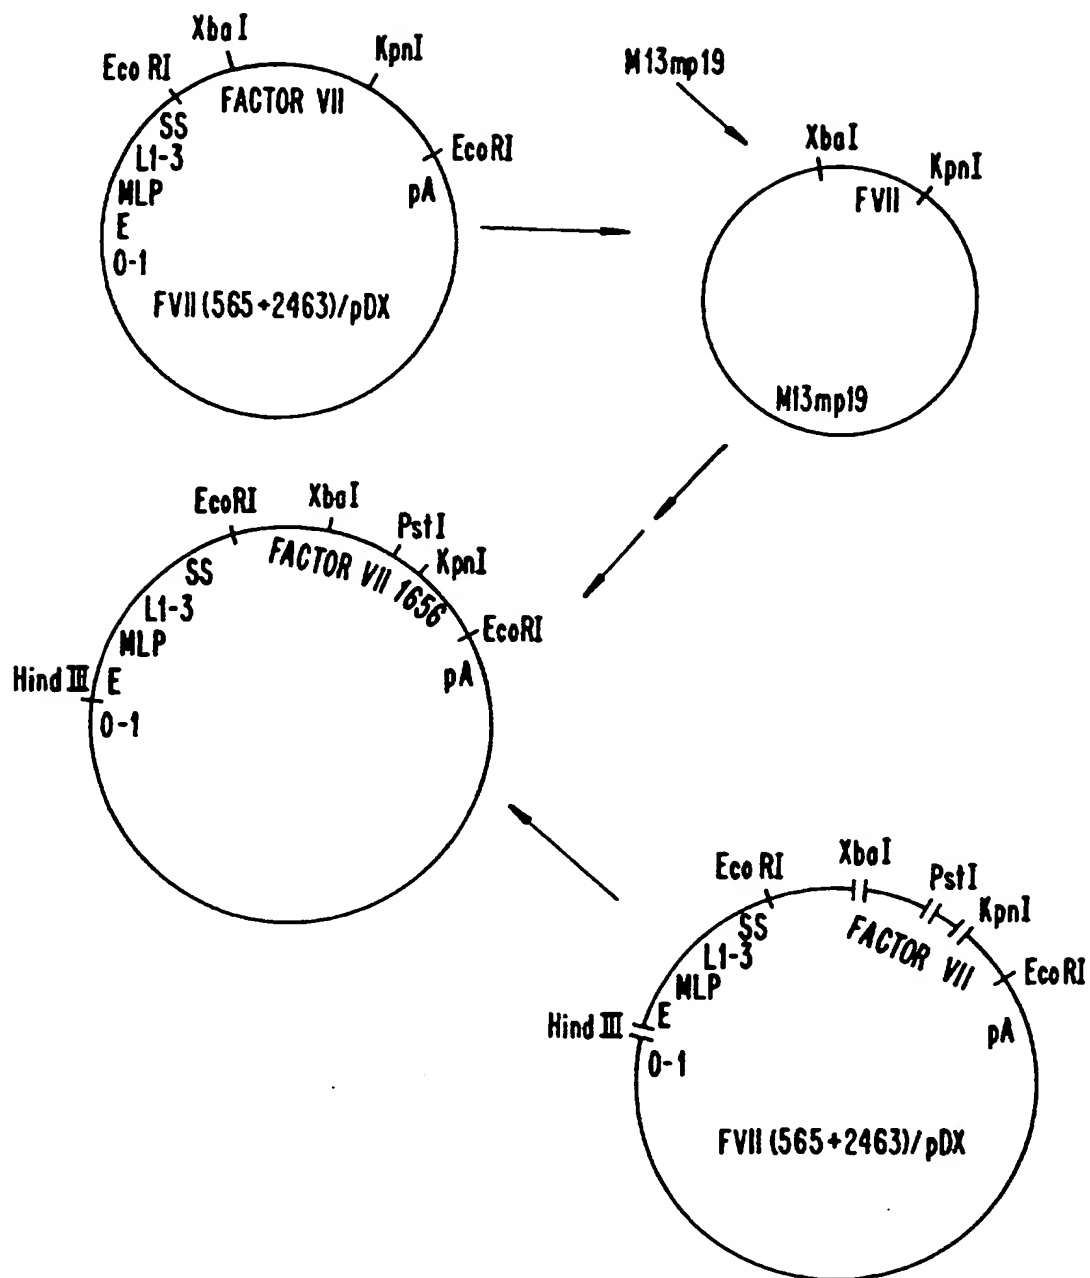 XbaI
KpnI
Eco RI
FACTOR VII
SS
EcoRI
L1-3
pA
MLP
E
0-1
FVII (565+2463)/pDX
M13mp19
XbaI
KpnI
FVII
M13mp19
EcoRI
XbaI
PstI
KpnI
FACTOR VII 1656
SS
L1-3
EcoRI
MLP
pA
Hind III
E
0-1
XbaI
Eco RI
PstI
KpnI
SS
FACTOR VII
L1-3
EcoRI
MLP
Hind III
E
pA
0-1
FVII (565+2463)/pDX